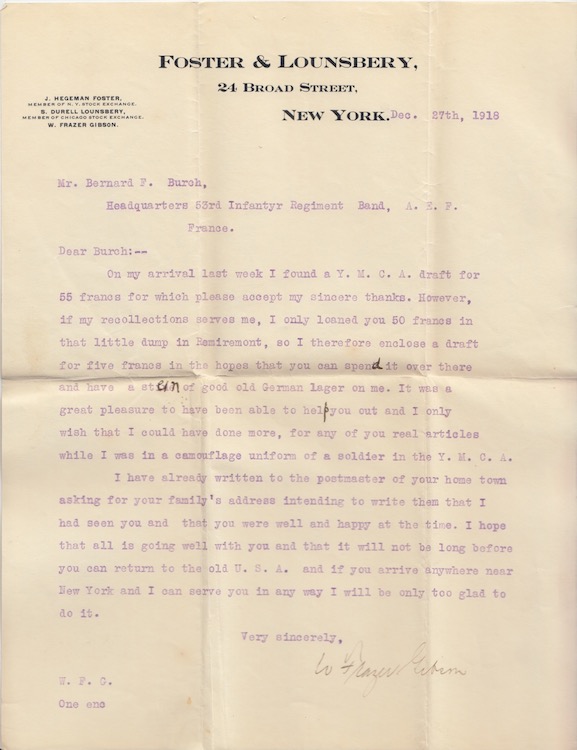 FOSTER & LOUNSBERY,
24 BROAD STREET,
NEW YORK. Dec. 27th, 1918
J. HEGEMAN FOSTER,
MEMBER OF N. Y. STOCK EXCHANGE.
S. DURELL LOUNSBERY,
MEMBER OF CHICAGO STOCK EXCHANGE.
W. FRAZER GIBSON.
Mr. Bernard F. Burch,
Headquarters 53rd Infantyr Regiment Band, A. E. F.
France.
Dear Burch:--
On my arrival last week I found a Y. M. C. A. draft for
55 francs for which please accept my sincere thanks. However,
if my recollections serves me, I only loaned you 50 francs in
that little dump in Remiremont, so I therefore enclose a draft
for five francs in the hopes that you can spend it over there
and have a stein of good old German lager on me. It was a
great pleasure to have been able to help you out and I only
wish that I could have done more, for any of you real articles
while I was in a camouflage uniform of a soldier in the Y. M. C. A.
I have already written to the postmaster of your home town
asking for your family's address intending to write them that I
had seen you and that you were well and happy at the time. I hope
that all is going well with you and that it will not be long before
you can return to the old U. S. A. and if you arrive anywhere near
New York and I can serve you in any way I will be only too glad to
do it.
Very sincerely,
W Frazer Gibson
W. F. G.
One enc